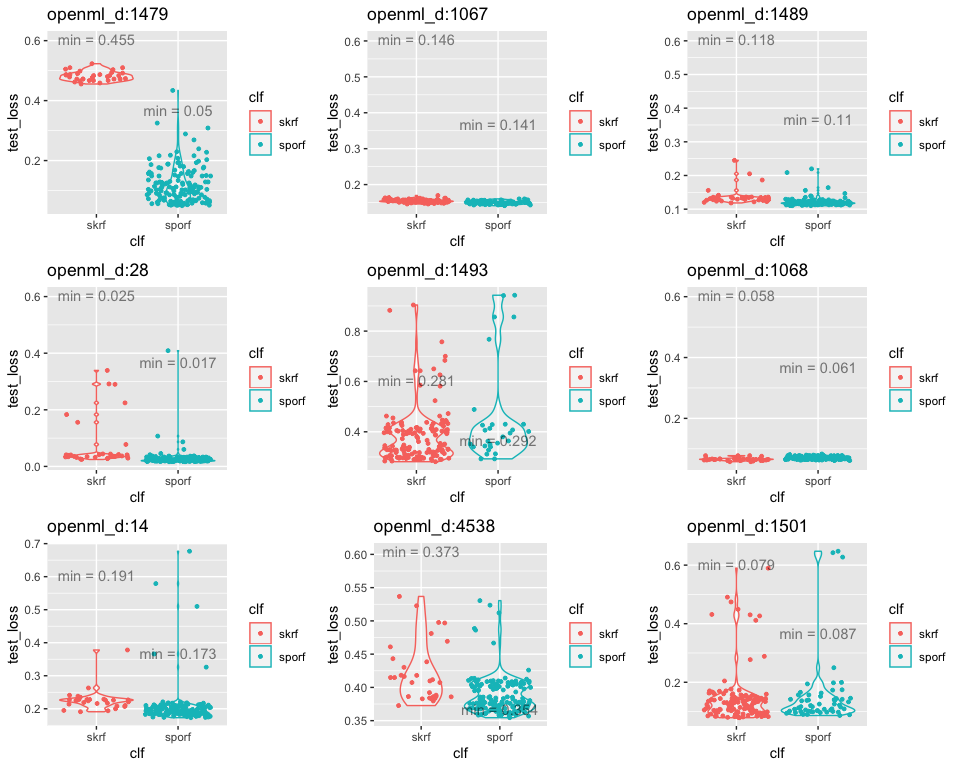 openml_d:1479
min = 0.455
min = 0.05
0.6
0.4
0.2
test_loss
skrf
sporf
clf
clf
skrf
sporf
openml_d:1067
min = 0.146
min = 0.141
0.6
0.5
0.4
0.3
0.2
test_loss
skrf
sporf
clf
clf
skrf
sporf
openml_d:1489
min = 0.118
min = 0.11
0.6
0.5
0.4
0.3
0.2
0.1
test_loss
skrf
sporf
clf
clf
skrf
sporf
openml_d:28
min = 0.025
min = 0.017
0.6
0.4
0.2
0.0
test_loss
skrf
sporf
clf
clf
skrf
sporf
openml_d:1493
min = 0.281
min = 0.292
0.8
0.6
0.4
test_loss
skrf
sporf
clf
clf
skrf
sporf
openml_d:1068
min = 0.058
min = 0.061
0.6
0.4
0.2
test_loss
skrf
sporf
clf
clf
skrf
sporf
openml_d:14
min = 0.191
min = 0.173
0.7
0.6
0.5
0.4
0.3
0.2
test_loss
skrf
sporf
clf
clf
skrf
sporf
openml_d:4538
min = 0.373
min = 0.354
0.60
0.55
0.50
0.45
0.40
0.35
test_loss
skrf
sporf
clf
clf
skrf
sporf
openml_d:1501
min = 0.079
min = 0.087
0.6
0.4
0.2
test_loss
skrf
sporf
clf
clf
skrf
sporf